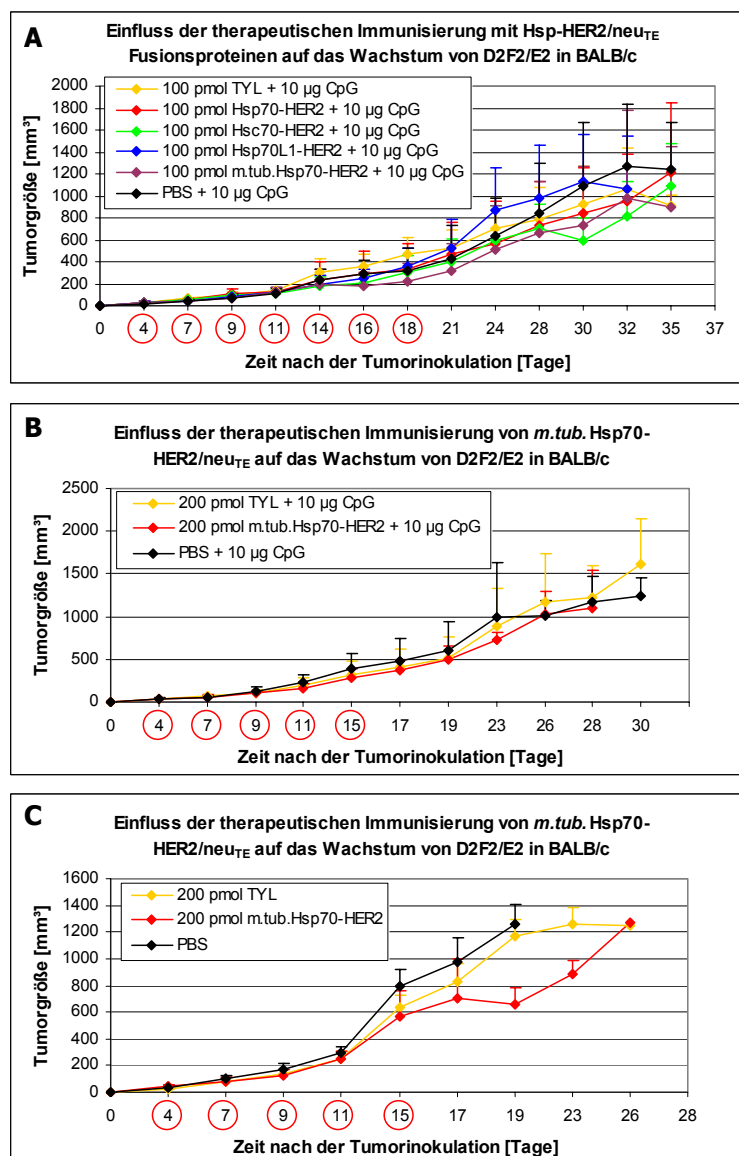 A
Einfluss der therapeutischen Immunisierung mit Hsp-HER2/neuTE
Fusionsproteinen auf das Wachstum von D2F2/E2 in BALB/c
Tumorgröße [mm³]
2000
1800
1600
1400
1200
1000
800
600
400
200
0
100 pmol TYL + 10 µg CpG
100 pmol Hsp70-HER2 + 10 µg CpG
100 pmol Hsc70-HER2 + 10 µg CpG
100 pmol Hsp70L1-HER2 + 10 µg CpG
100 pmol m.tub.Hsp70-HER2 + 10 µg CpG
PBS + 10 µg CpG
0 4 7 9 11 14 16 18 21 24 28 30 32 35 37
Zeit nach der Tumorinokulation [Tage]
B
Einfluss der therapeutischen Immunisierung von m.tub. Hsp70-
HER2/neuTE auf das Wachstum von D2F2/E2 in BALB/c
Tumorgröße [mm³]
2500
2000
1500
1000
500
0
200 pmol TYL + 10 µg CpG
200 pmol m.tub.Hsp70-HER2 + 10 µg CpG
PBS + 10 µg CpG
0 4 7 9 11 15 17 19 23 26 28 30
Zeit nach der Tumorinokulation [Tage]
C
Einfluss der therapeutischen Immunisierung von m.tub. Hsp70-
HER2/neuTE auf das Wachstum von D2F2/E2 in BALB/c
Tumorgröße [mm³]
1600
1400
1200
1000
800
600
400
200
0
200 pmol TYL
200 pmol m.tub.Hsp70-HER2
PBS
0 4 7 9 11 15 17 19 23 26 28
Zeit nach der Tumorinokulation [Tage]